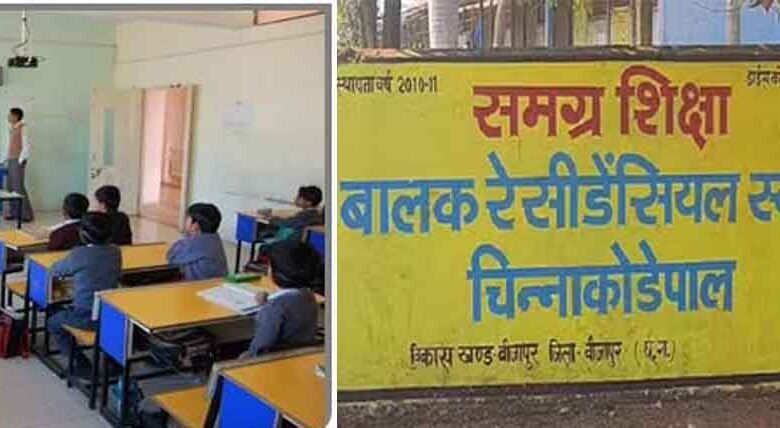 स्थापना वर्ष 2010-11
समग्र शिक्षा
बालक रेसीडेंसियल
चिन्नाकोडेपाल
विकास खण्ड-बीजापुर जिला-बीजापुर (छ.ग.)